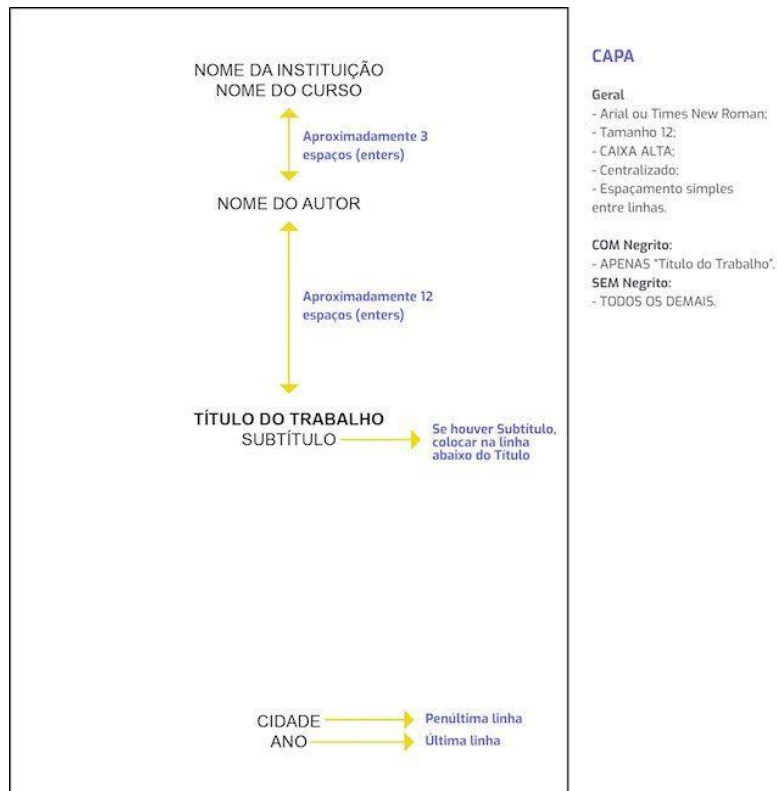 NOME DA INSTITUIÇÃO
NOME DO CURSO
Aproximadamente 3
espaços (enters)
NOME DO AUTOR
Aproximadamente 12
espaços (enters)
TÍTULO DO TRABALHO
SUBTÍTULO
Se houver Subtítulo,
colocar na linha
abaixo do Título
CIDADE
Penúltima linha
ANO
Última linha
CAPA
Geral
- Arial ou Times New Roman;
- Tamanho 12;
- CAIXA ALTA;
- Centralizado;
- Espaçamento simples
entre linhas.
COM Negrito:
- APENAS "Título do Trabalho".
SEM Negrito:
- TODOS OS DEMAIS.